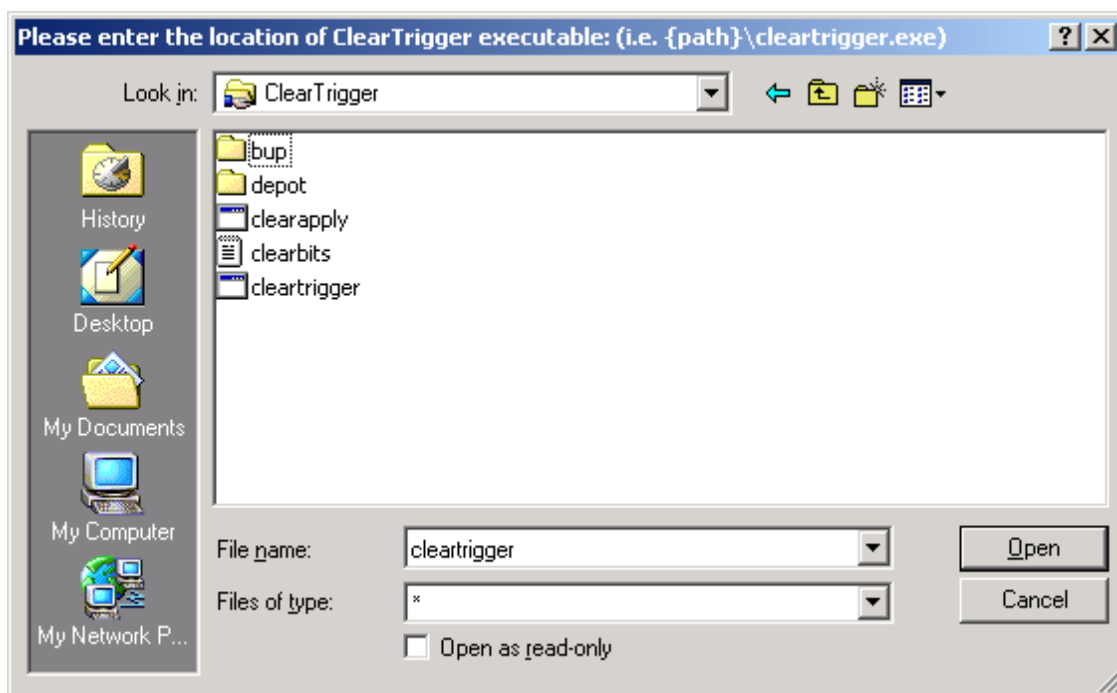 Please enter the location of ClearTrigger executable: (i.e. {path}\cleartrigger.exe)
Look in: ClearTrigger
History
Desktop
My Documents
My Computer
My Network P...
bup
depot
clearapply
clearbits
cleartrigger
File name: cleartrigger Open
Files of type: * Cancel
Open as read-only